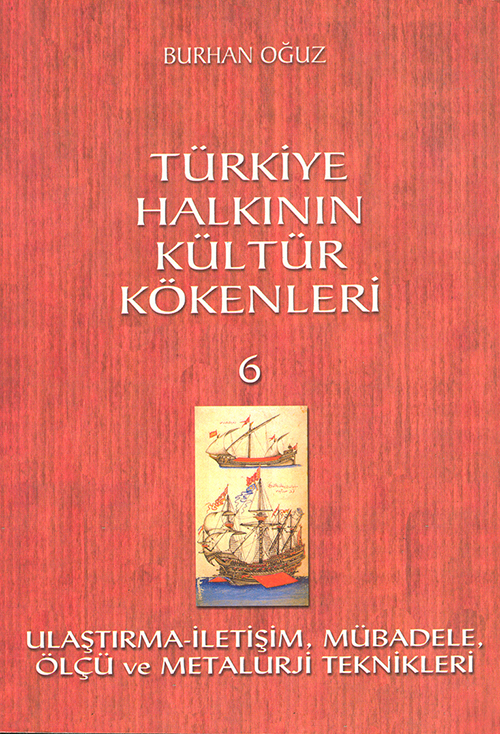 BURHAN OĞUZ
TÜRKİYE
HALKININ
KÜLTÜR
KÖKENLERİ
6
ULAŞTIRMA-İLETİŞİM, MÜBADELE,
ÖLÇÜ ve METALURJİ TEKNİKLERİ